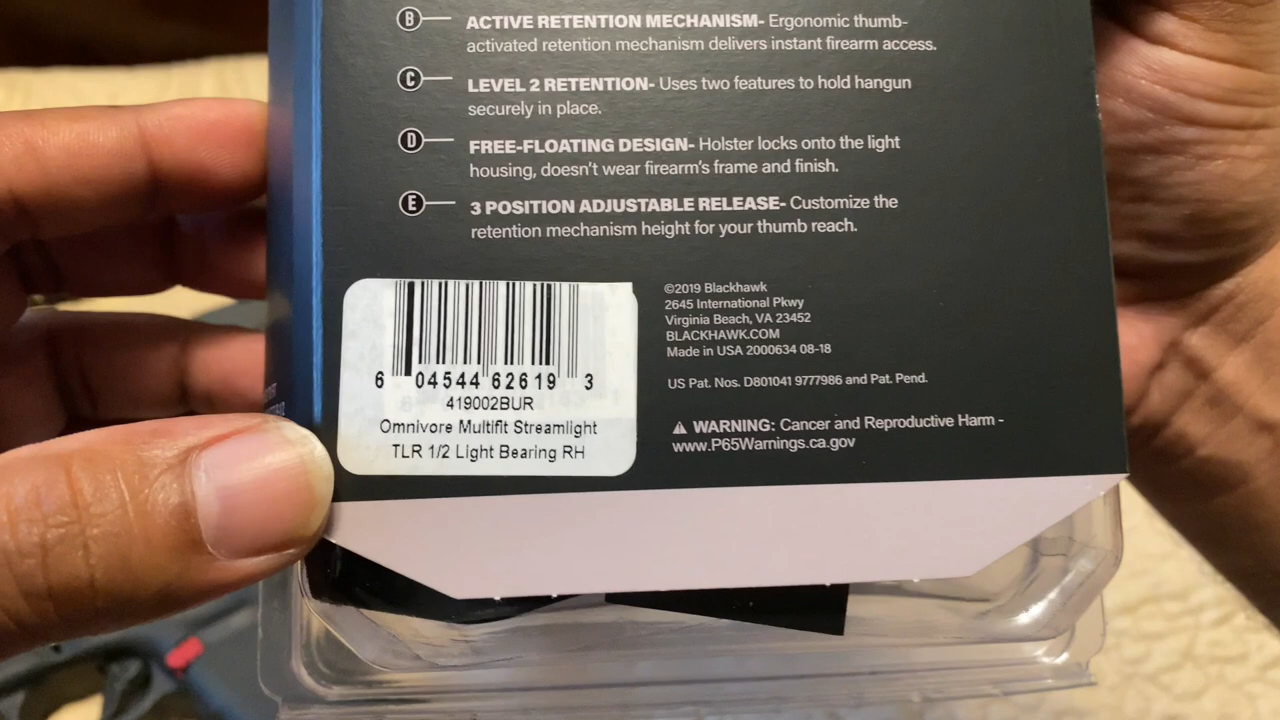 B
ACTIVE RETENTION MECHANISM- Ergonomic thumb-
activated retention mechanism delivers instant firearm access.
C
LEVEL 2 RETENTION- Uses two features to hold hangun
securely in place.
D
FREE-FLOATING DESIGN- Holster locks onto the light
housing, doesn't wear firearm's frame and finish.
E
3 POSITION ADJUSTABLE RELEASE- Customize the
retention mechanism height for your thumb reach.
6 04544 62619 3
419002BUR
Omnivore Multifit Streamlight
TLR 1/2 Light Bearing RH
©2019 Blackhawk
2645 International Pkwy
Virginia Beach, VA 23452
BLACKHAWK.COM
Made in USA 2000634 08-18
US Pat. Nos. D801041 9777986 and Pat. Pend.
⚠ WARNING: Cancer and Reproductive Harm -
www.P65Warnings.ca.gov